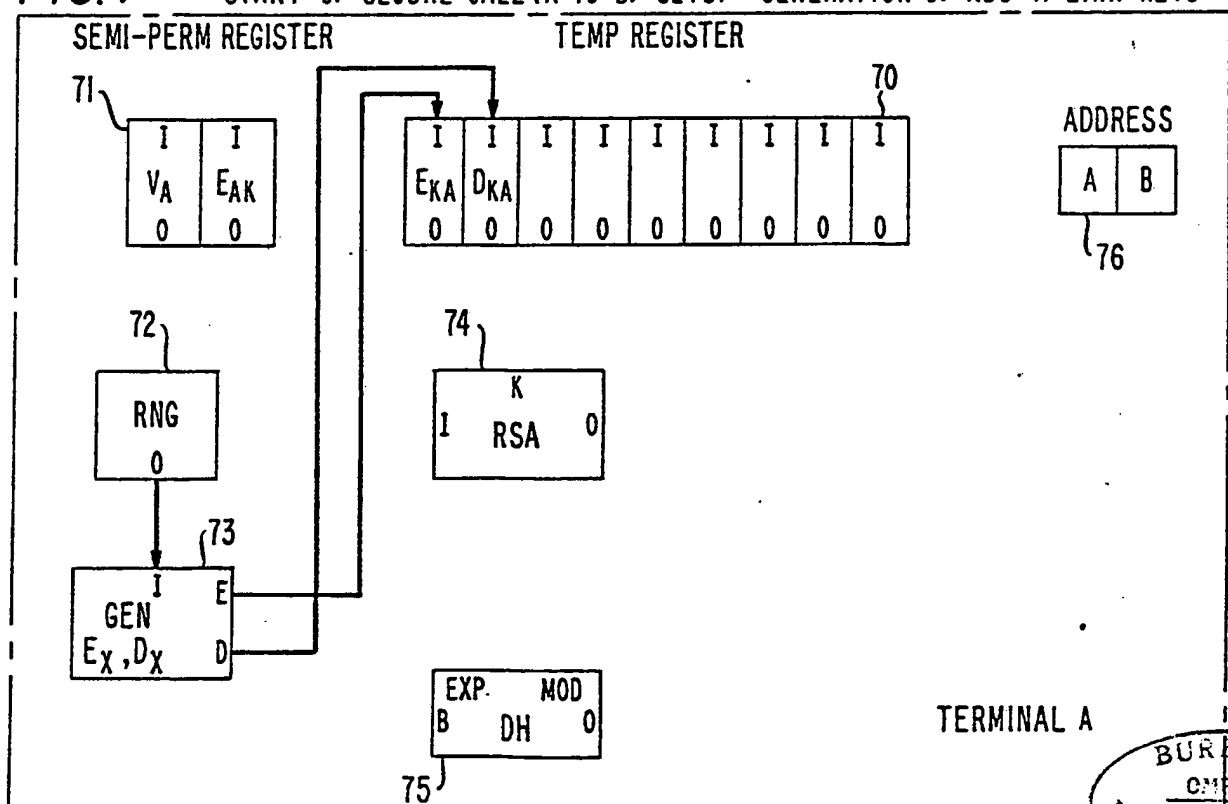 SEMI-PERM REGISTER
TEMP REGISTER
71
70
I I
V_A E_AK
0 0
I I I I I I I I I
E_KA D_KA
0 0 0 0 0 0 0 0 0
ADDRESS
A B
76
72
RNG
0
74
K
I RSA 0
73
I E
GEN
E_X, D_X D
EXP. MOD
B DH 0
75
TERMINAL A